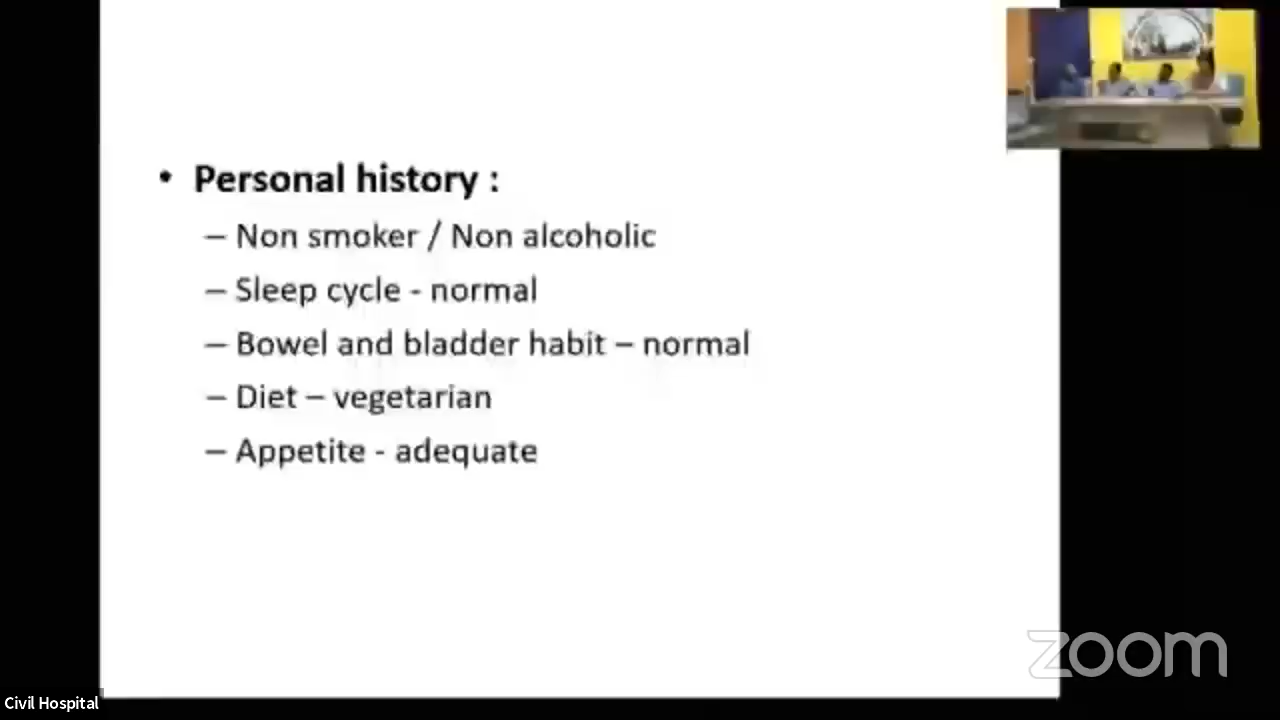 • Personal history :
– Non smoker / Non alcoholic
– Sleep cycle - normal
– Bowel and bladder habit – normal
– Diet – vegetarian
– Appetite - adequate
zoom
Civil Hospital